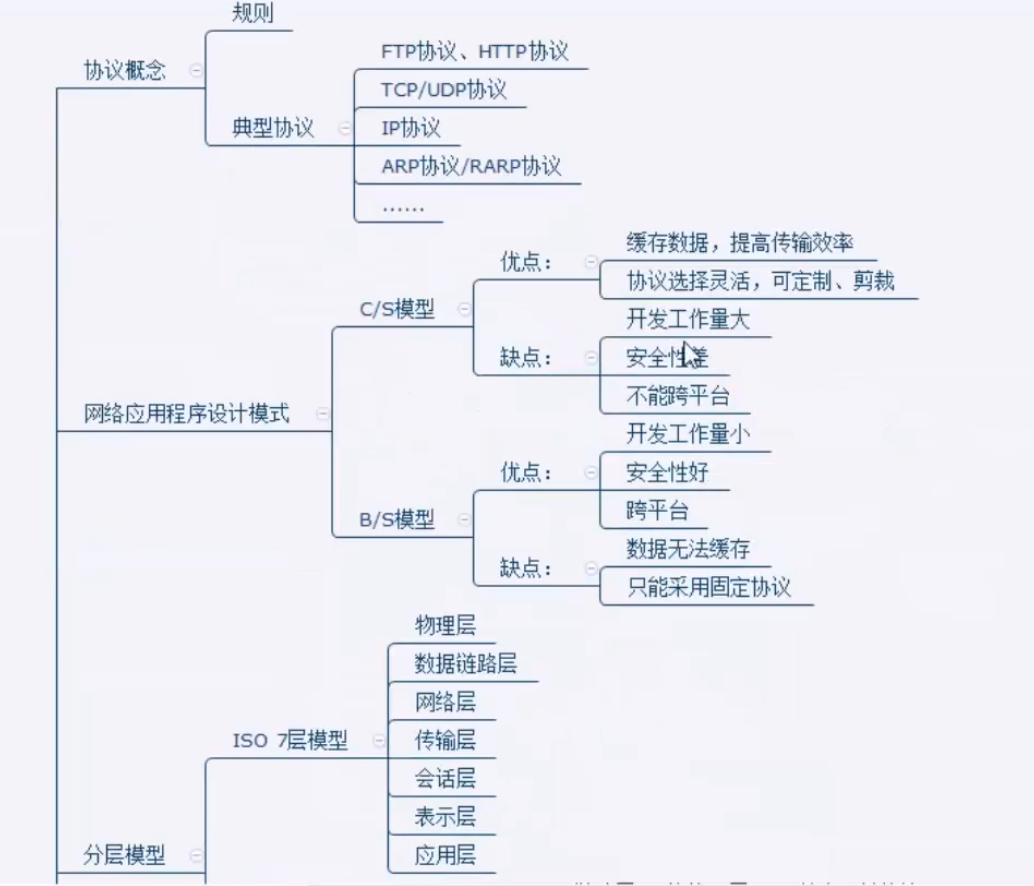 规则
协议概念
FTP协议、HTTP协议
TCP/UDP协议
典型协议
IP协议
ARP协议/RARP协议
……
缓存数据，提高传输效率
优点：
协议选择灵活，可定制、剪裁
C/S模型
开发工作量大
缺点：
安全性差
不能跨平台
网络应用程序设计模式
开发工作量小
优点：
安全性好
跨平台
B/S模型
数据无法缓存
缺点：
只能采用固定协议
物理层
数据链路层
网络层
ISO 7层模型
传输层
会话层
表示层
分层模型
应用层